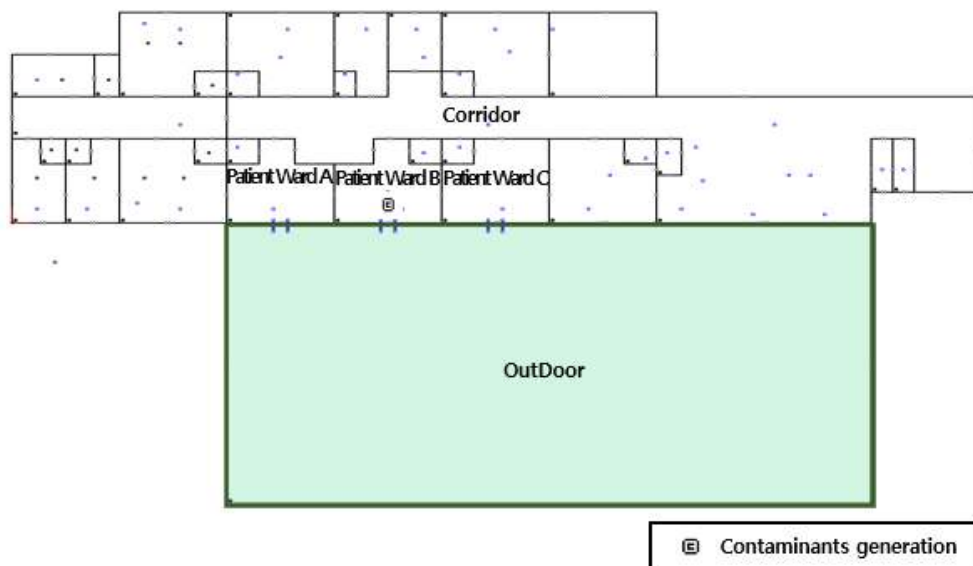 Corridor
Patient Ward A
Patient Ward B
Patient Ward C
OutDoor
Contaminants generation